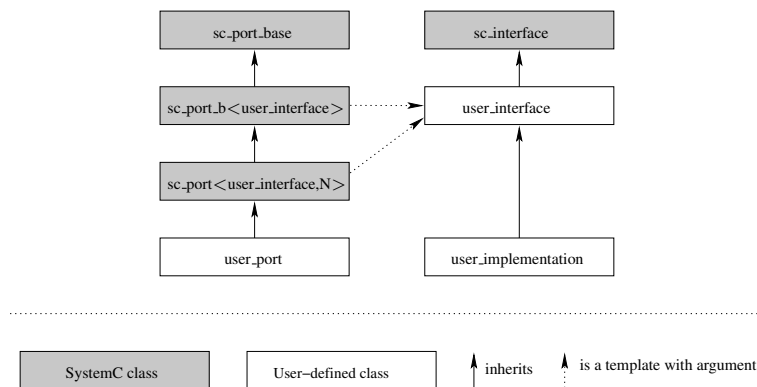 sc_port_base sc_interface
sc_port_b<user_interface> user_interface
sc_port<user_interface,N>
user_port user_implementation
SystemC class User−defined class inherits is a template with argument